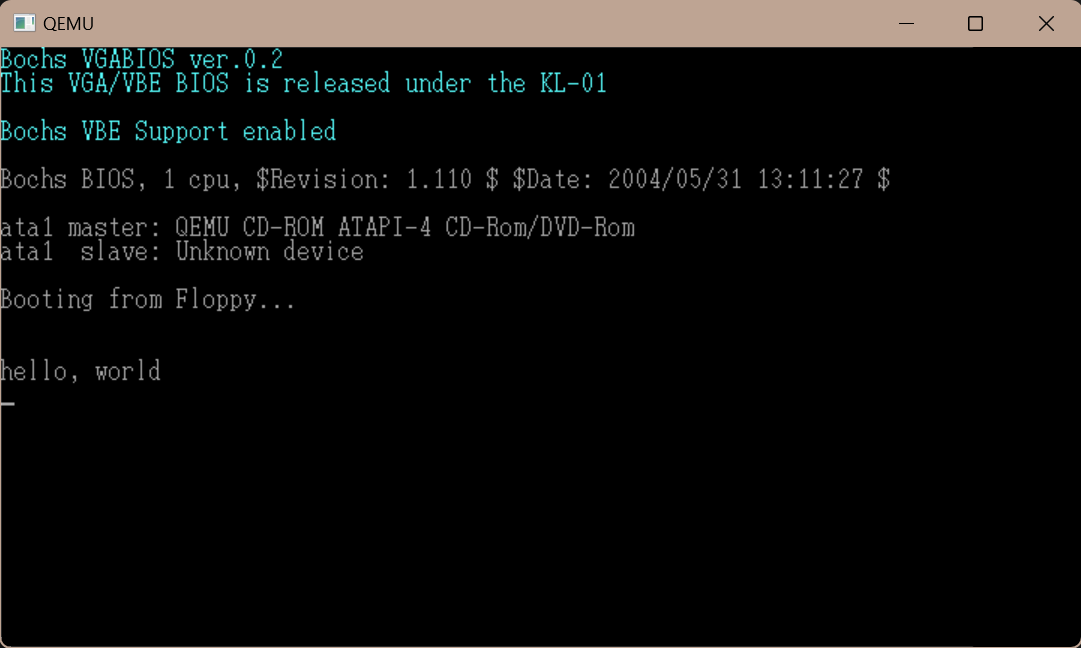 QEMU
Bochs VGABIOS ver.0.2
This VGA/VBE BIOS is released under the KL-01
Bochs VBE Support enabled
Bochs BIOS, 1 cpu, $Revision: 1.110 $ $Date: 2004/05/31 13:11:27 $
ata1 master: QEMU CD-ROM ATAPI-4 CD-Rom/DVD-Rom
ata1  slave: Unknown device
Booting from Floppy...
hello, world